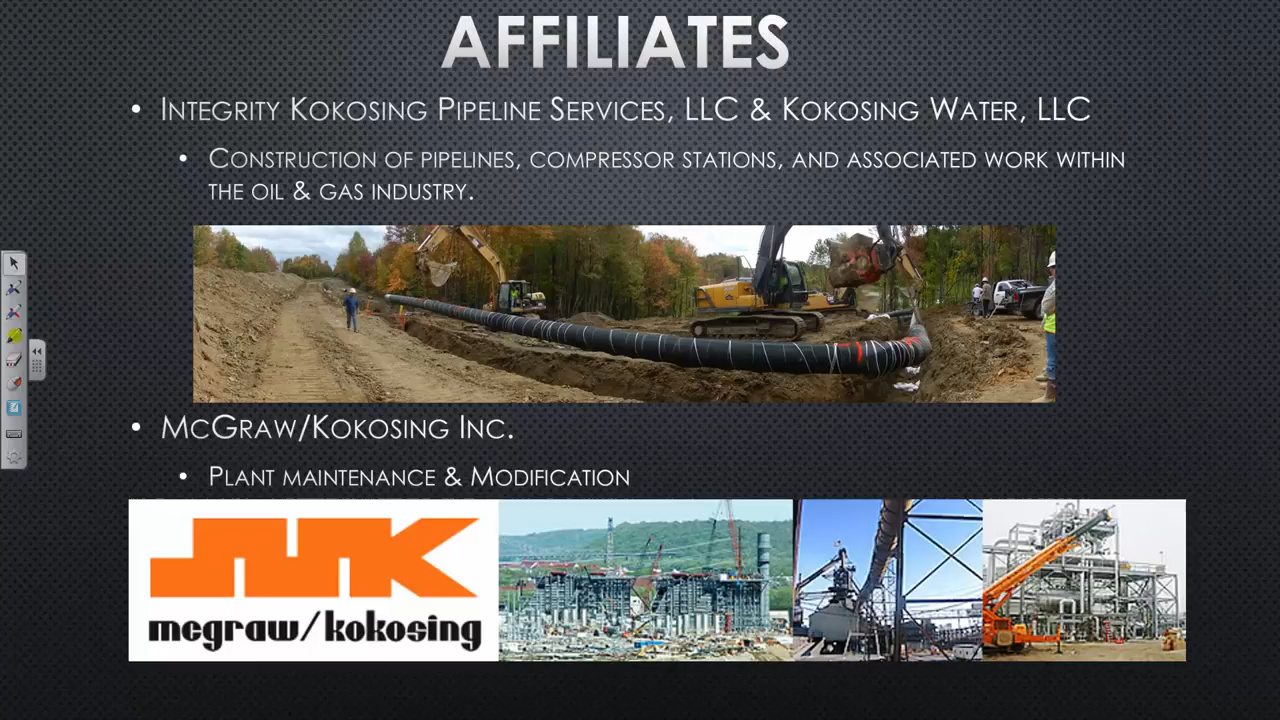 AFFILIATES
• Integrity Kokosing Pipeline Services, LLC & Kokosing Water, LLC
• Construction of pipelines, compressor stations, and associated work within
the oil & gas industry.
• McGraw/Kokosing Inc.
• Plant maintenance & Modification
mcgraw/kokosing